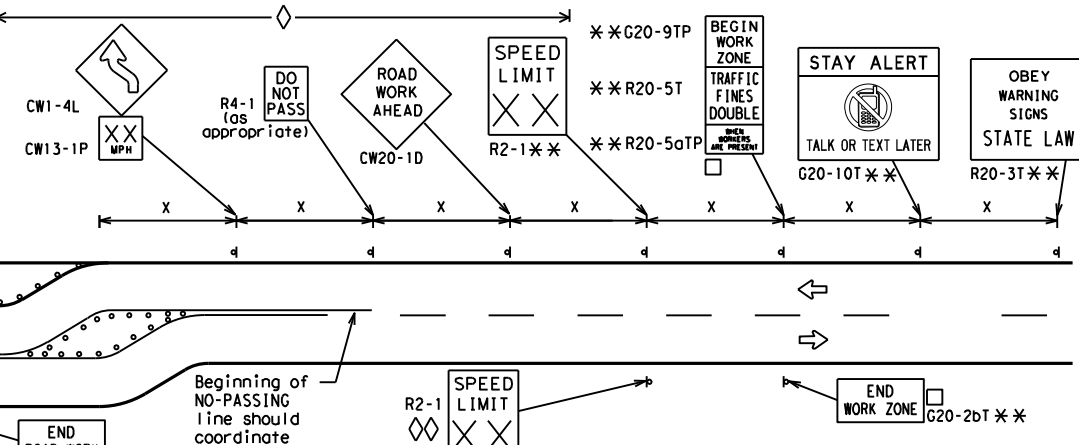 CW1-4L
CW13-1P
XX
MPH
R4-1
(as
appropriate)
DO
NOT
PASS
ROAD
WORK
AHEAD
CW20-1D
SPEED
LIMIT
X X
R2-1**
**G20-9TP
**R20-5T
**R20-5aTP
BEGIN
WORK
ZONE
TRAFFIC
FINES
DOUBLE
WHEN
WORKERS
ARE PRESENT
STAY ALERT
TALK OR TEXT LATER
G20-10T**
OBEY
WARNING
SIGNS
STATE LAW
R20-3T**
X X X X X X X
Beginning of
NO-PASSING
line should
coordinate
R2-1
SPEED
LIMIT
X X
END
WORK ZONE
G20-2bT**
END
ROAD WORK